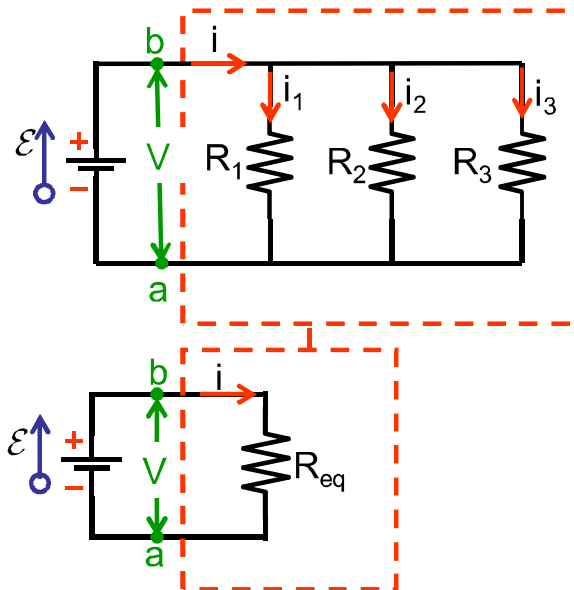 b i
i1 i2 i3
ℰ + V R1 R2 R3
−
a
b i
ℰ + V Req
−
a